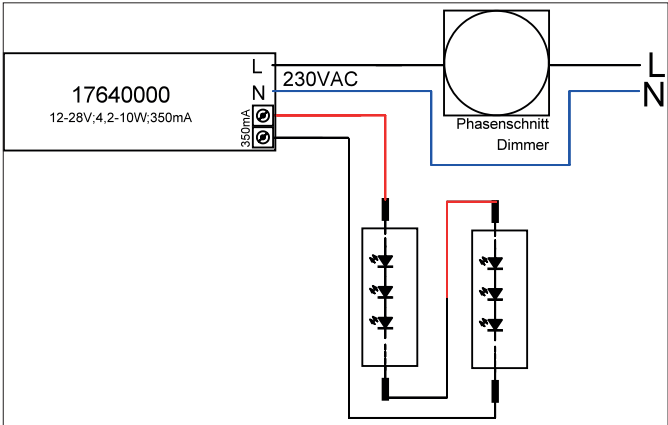 L
230VAC
L
N
N
17640000
12-28V;4,2-10W;350mA
350mA
Phasenschnitt
Dimmer